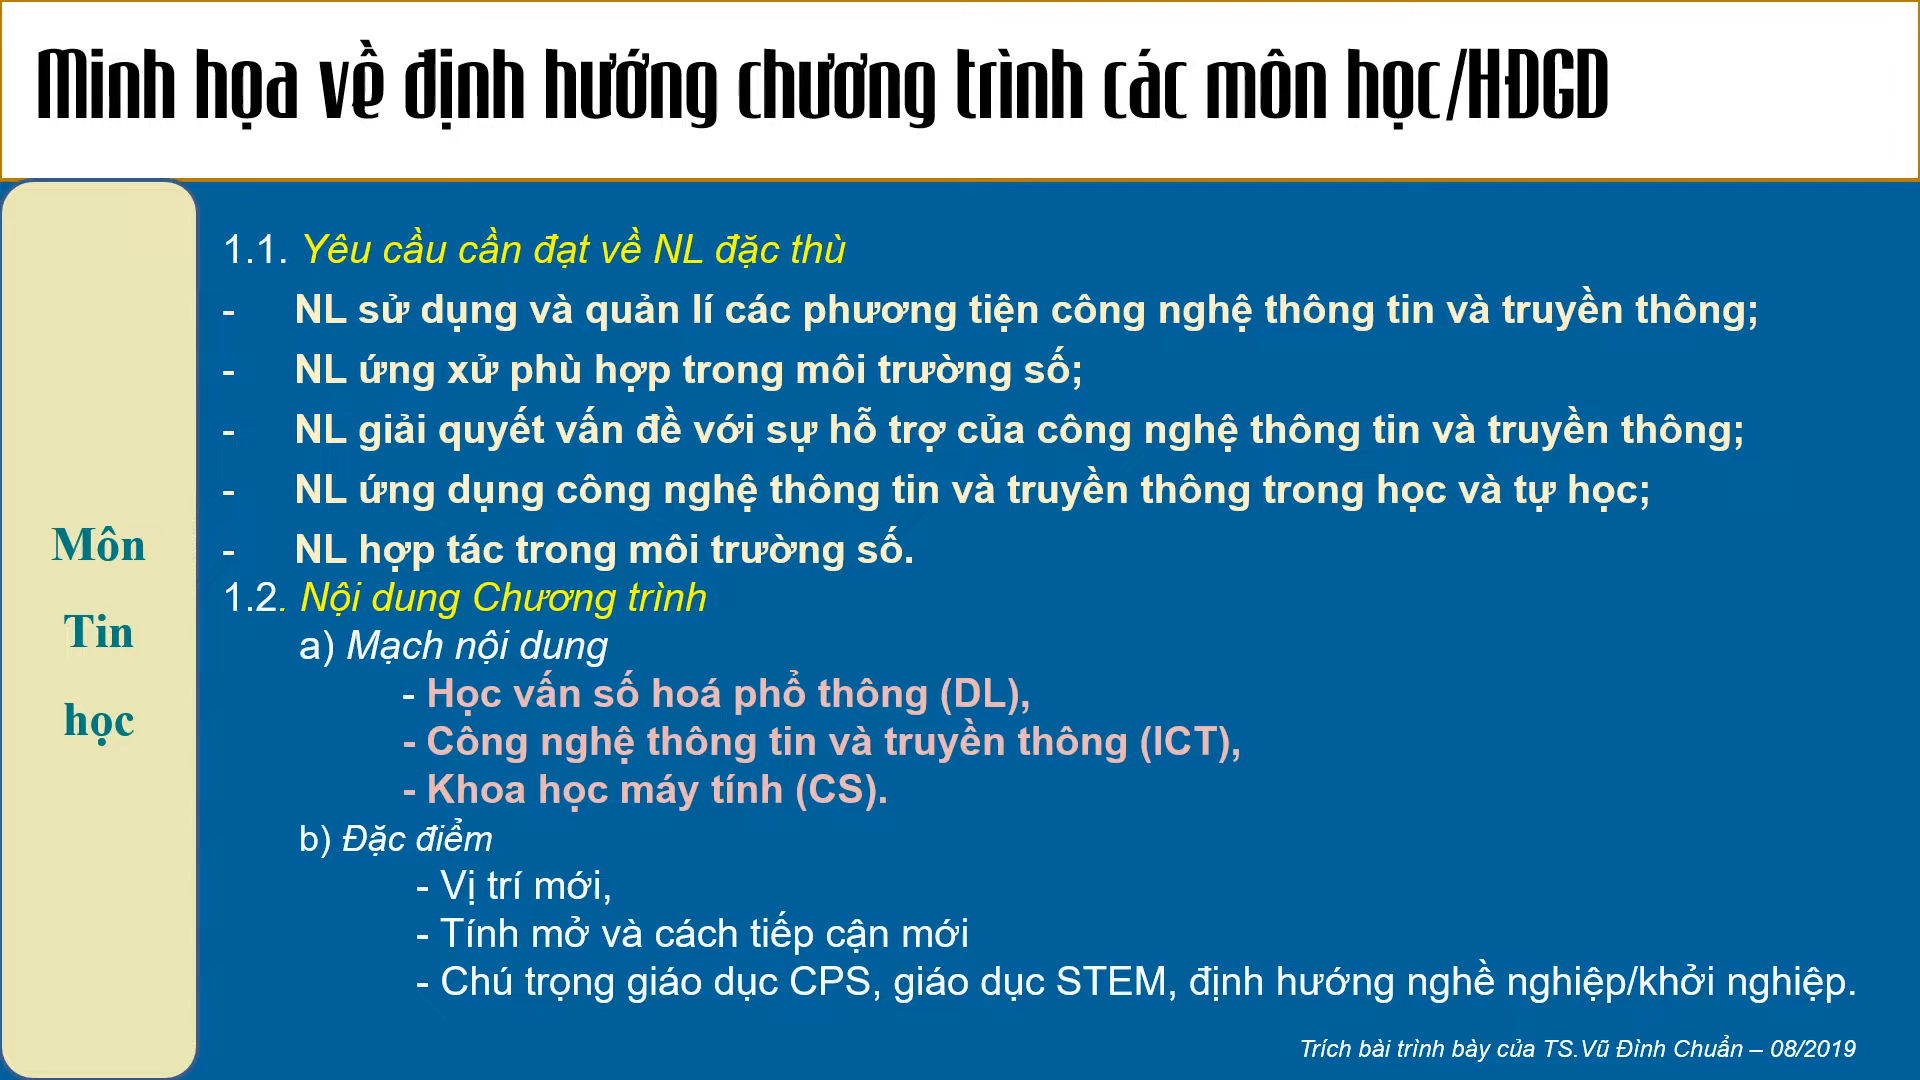 Minh họa về định hướng chương trình các môn học/HĐGD
Môn
Tin
học
1.1. Yêu cầu cần đạt về NL đặc thù
- NL sử dụng và quản lí các phương tiện công nghệ thông tin và truyền thông;
- NL ứng xử phù hợp trong môi trường số;
- NL giải quyết vấn đề với sự hỗ trợ của công nghệ thông tin và truyền thông;
- NL ứng dụng công nghệ thông tin và truyền thông trong học và tự học;
- NL hợp tác trong môi trường số.
1.2. Nội dung Chương trình
a) Mạch nội dung
- Học vấn số hoá phổ thông (DL),
- Công nghệ thông tin và truyền thông (ICT),
- Khoa học máy tính (CS).
b) Đặc điểm
- Vị trí mới,
- Tính mở và cách tiếp cận mới
- Chú trọng giáo dục CPS, giáo dục STEM, định hướng nghề nghiệp/khởi nghiệp.
Trích bài trình bày của TS.Vũ Đình Chuẩn – 08/2019